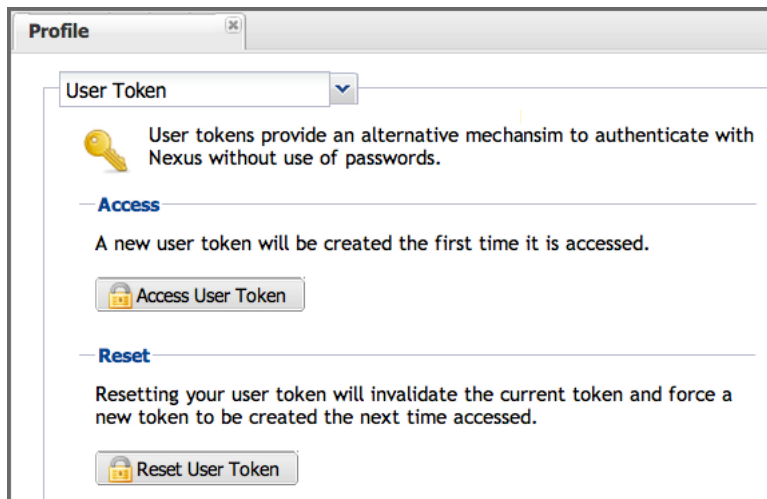 Profile
User Token
User tokens provide an alternative mechansim to authenticate with
Nexus without use of passwords.
Access
A new user token will be created the first time it is accessed.
Access User Token
Reset
Resetting your user token will invalidate the current token and force a
new token to be created the next time accessed.
Reset User Token